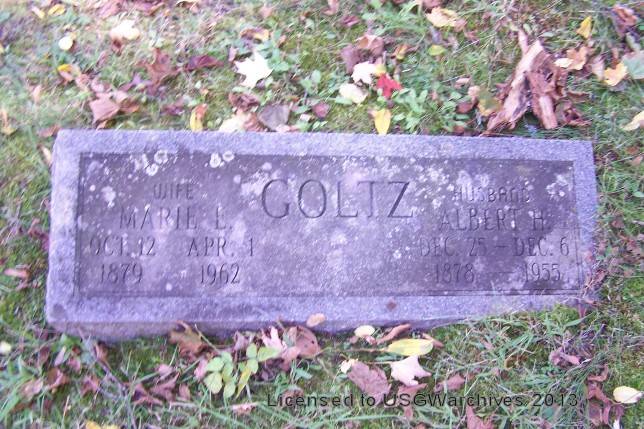 GOLTZ
WIFE
MARIE L.
OCT. 12 APR. 1
1879 1962
HUSBAND
ALBERT H.
DEC. 25 - DEC. 6
1878 - 1955
Licensed to USGWarchives 2013